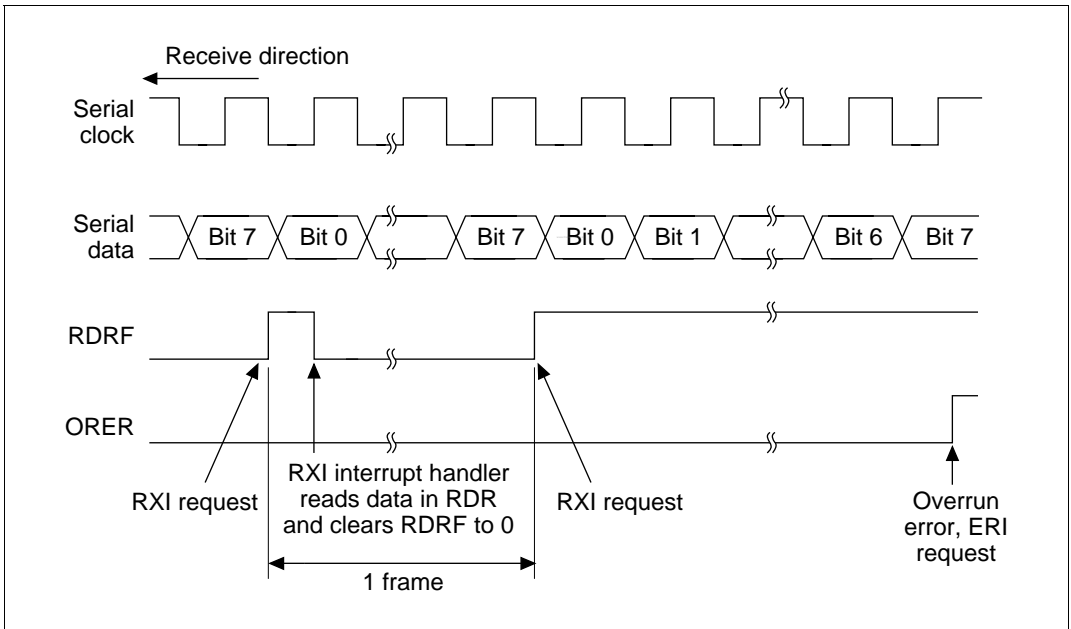 Receive direction
Serial
clock
Serial
data
Bit 7 Bit 0 Bit 7 Bit 0 Bit 1 Bit 6 Bit 7
RDRF
ORER
RXI request
RXI interrupt handler
reads data in RDR
and clears RDRF to 0
RXI request
Overrun
error, ERI
request
1 frame